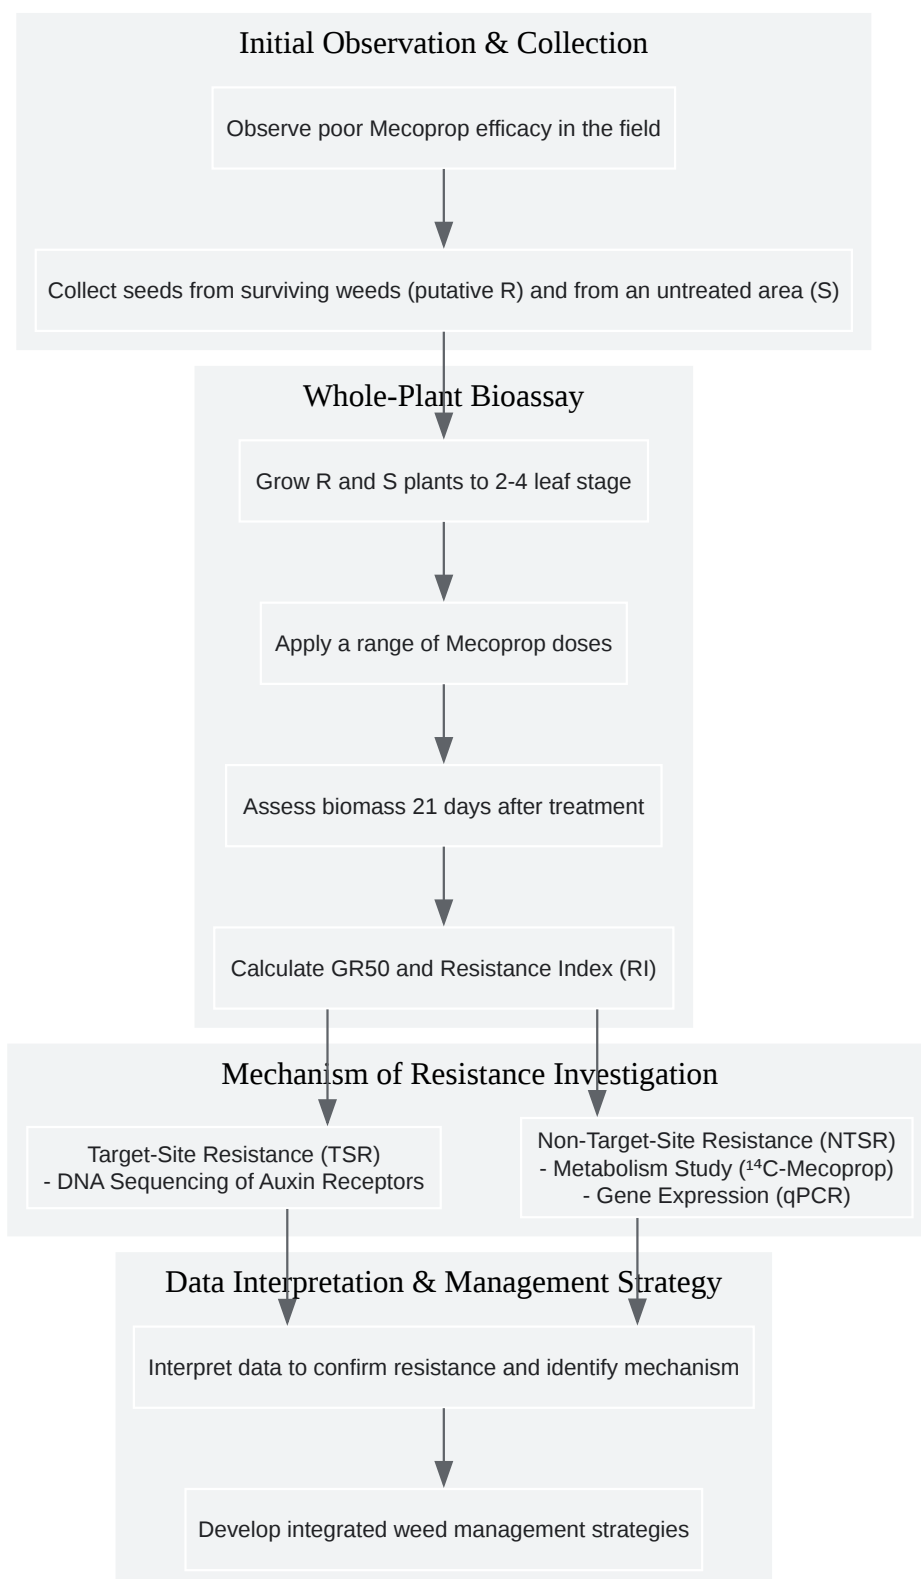 Initial Observation & Collection
Observe poor Mecoprop efficacy in the field
Collect seeds from surviving weeds (putative R) and from an untreated area (S)
Whole-Plant Bioassay
Grow R and S plants to 2-4 leaf stage
Apply a range of Mecoprop doses
Assess biomass 21 days after treatment
Calculate GR50 and Resistance Index (RI)
Mechanism of Resistance Investigation
Target-Site Resistance (TSR)
- DNA Sequencing of Auxin Receptors
Non-Target-Site Resistance (NTSR)
- Metabolism Study (¹⁴C-Mecoprop)
- Gene Expression (qPCR)
Data Interpretation & Management Strategy
Interpret data to confirm resistance and identify mechanism
Develop integrated weed management strategies